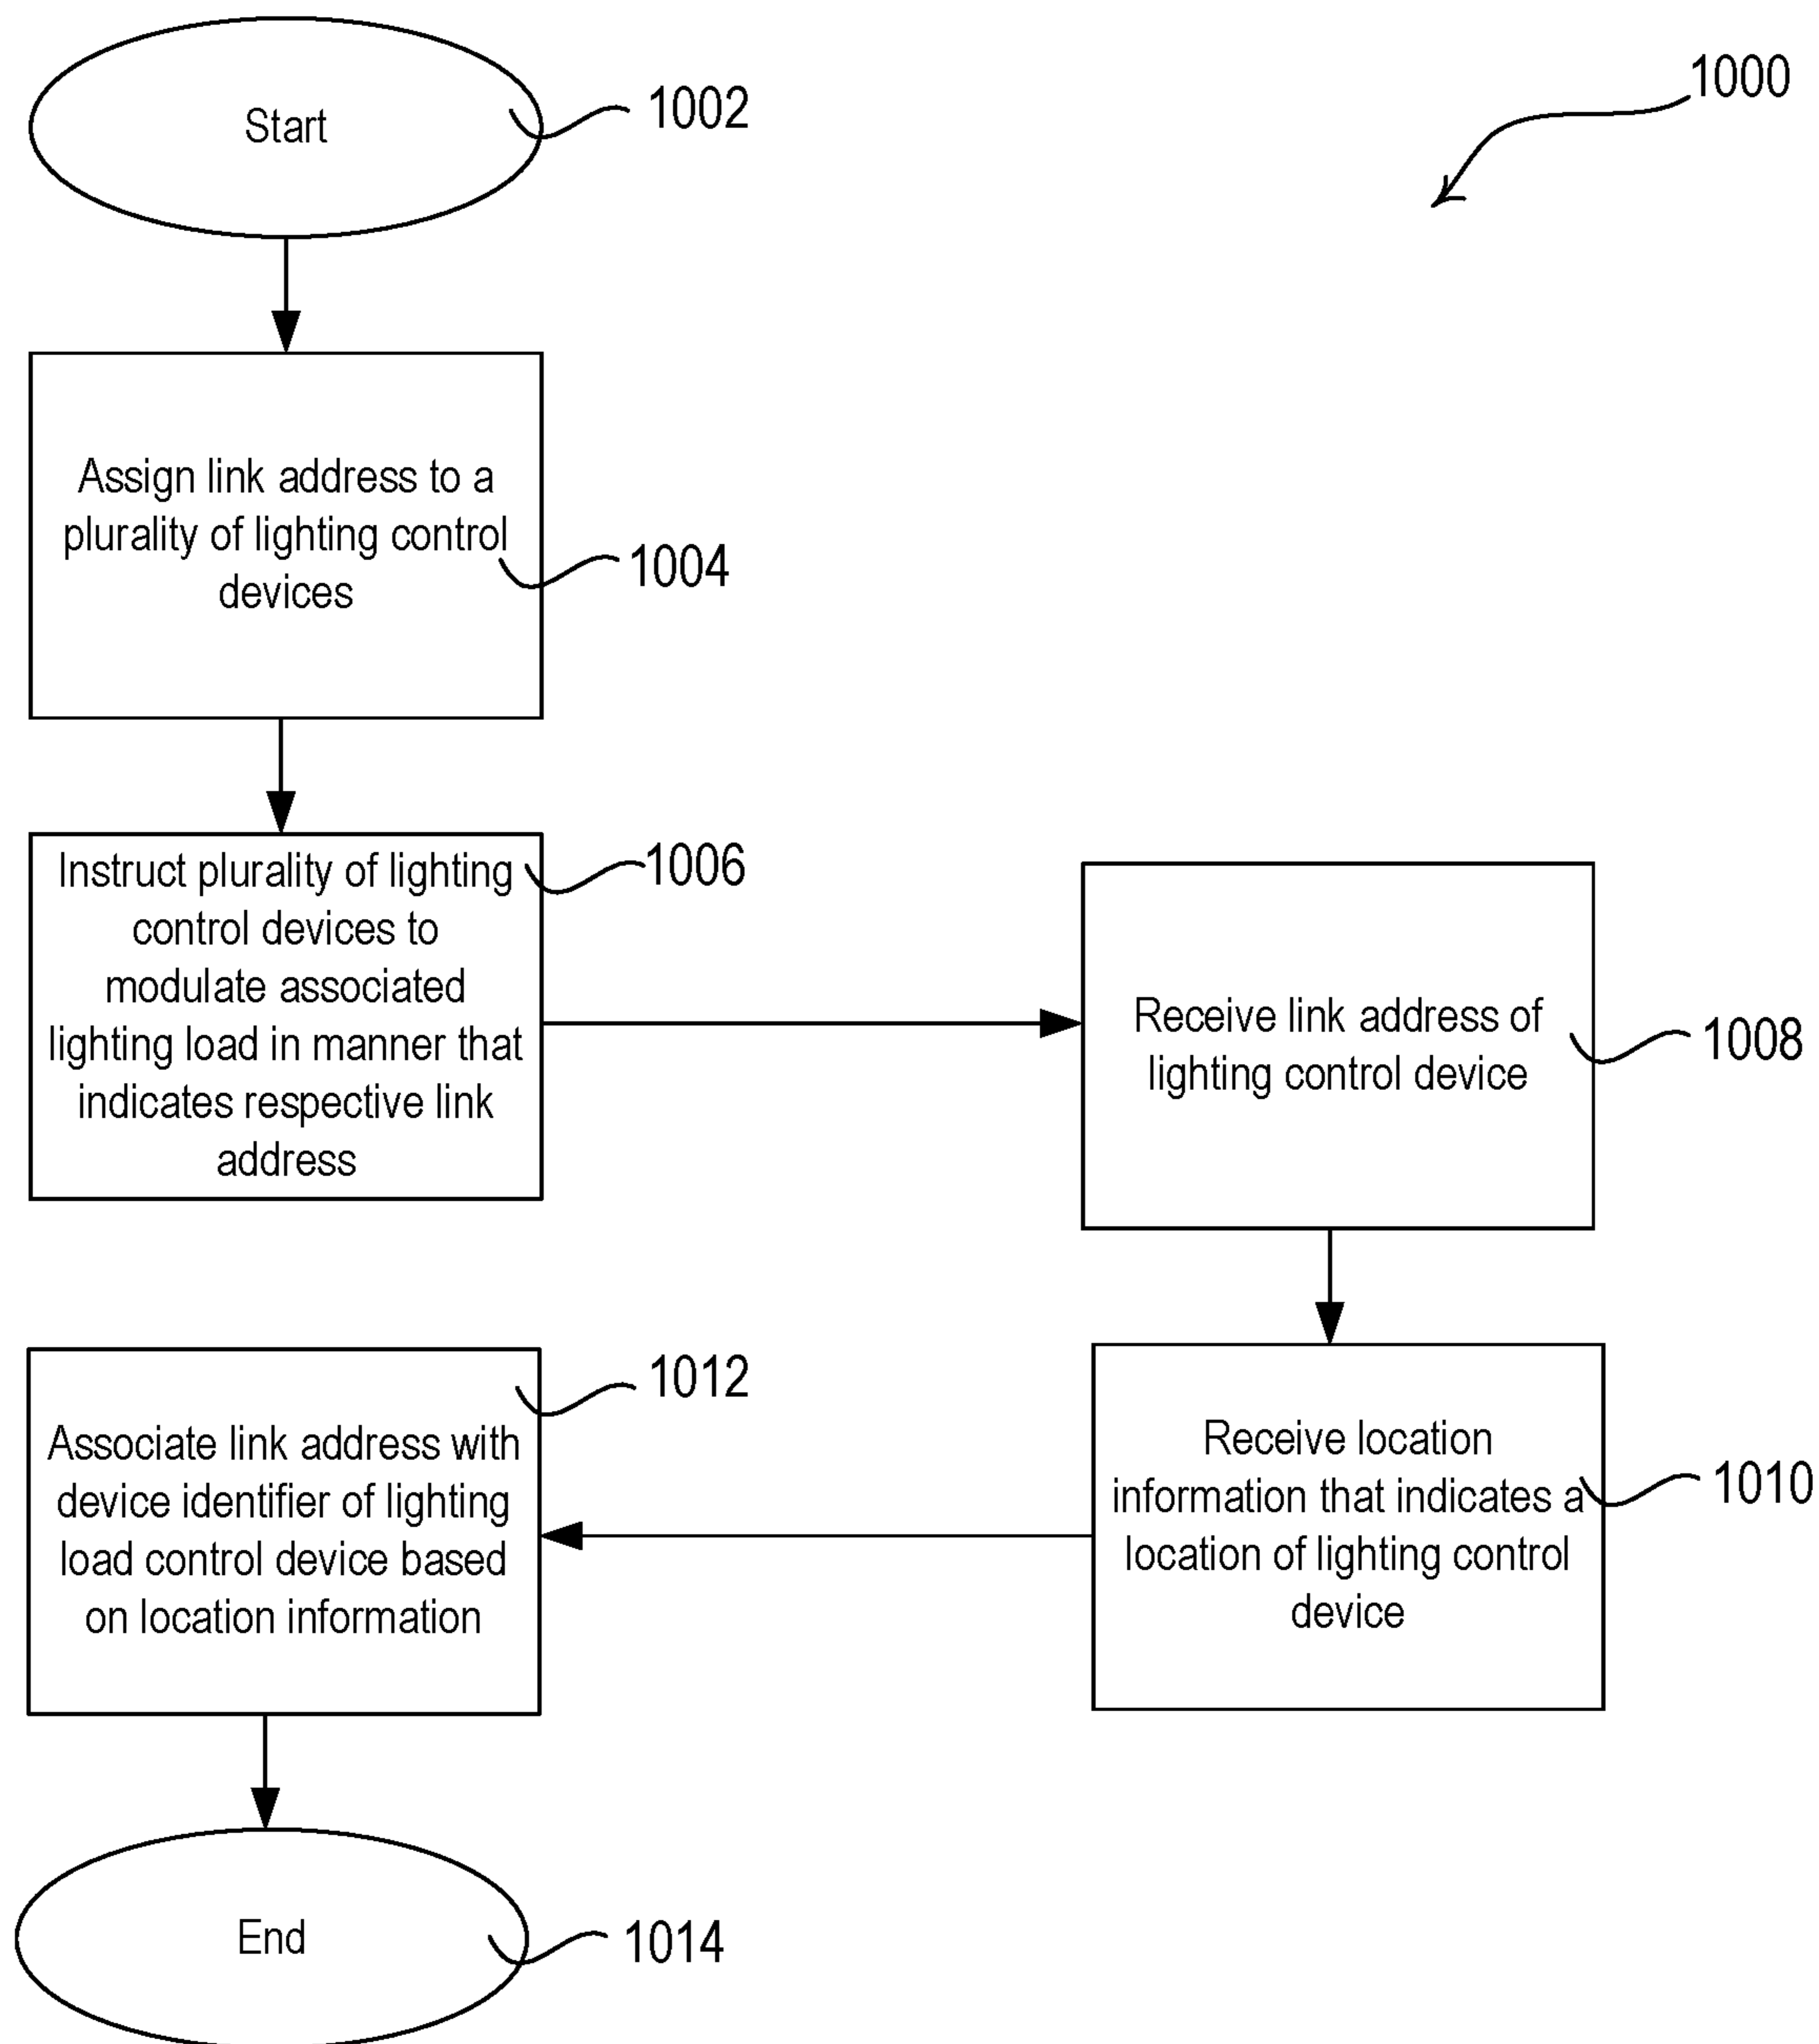 1000
Start
1002
Assign link address to a
plurality of lighting control
devices
1004
Instruct plurality of lighting
control devices to
modulate associated
lighting load in manner that
indicates respective link
address
1006
Receive link address of
lighting control device
1008
Receive location
information that indicates a
location of lighting control
device
1010
Associate link address with
device identifier of lighting
load control device based
on location information
1012
End
1014